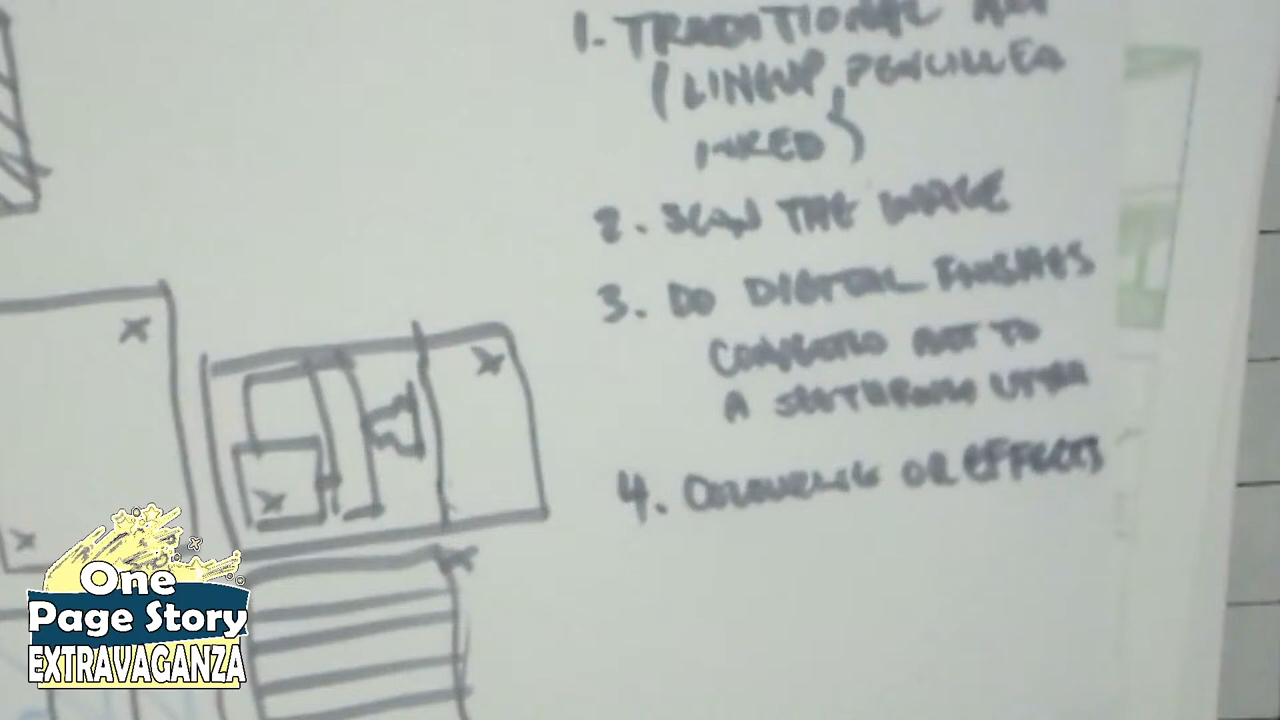 1. TRADITIONAL ART
(LINEUP, PENCILLED
INKED)
2. SCAN THE IMAGE
3. DO DIGITAL FINISHES
ART TO
A
4. COLOURING OR EFFECTS
One
Page Story
EXTRAVAGANZA